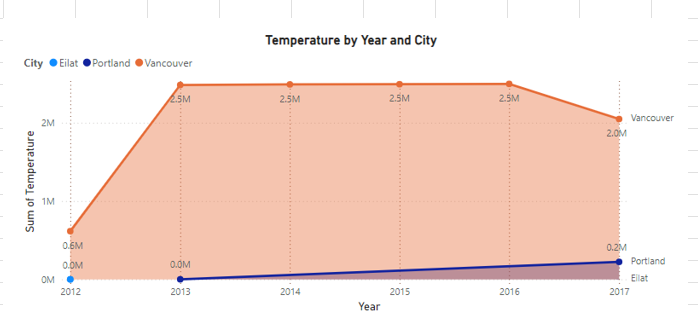 Temperature by Year and City
City Eilat Portland Vancouver
Sum of Temperature
2M
1M
0M
0.6M
0.0M
0.0M
2.5M
2.5M
2.5M
2.5M
2.0M
0.2M
Vancouver
Portland
Eilat
2012 2013 2014 2015 2016 2017
Year